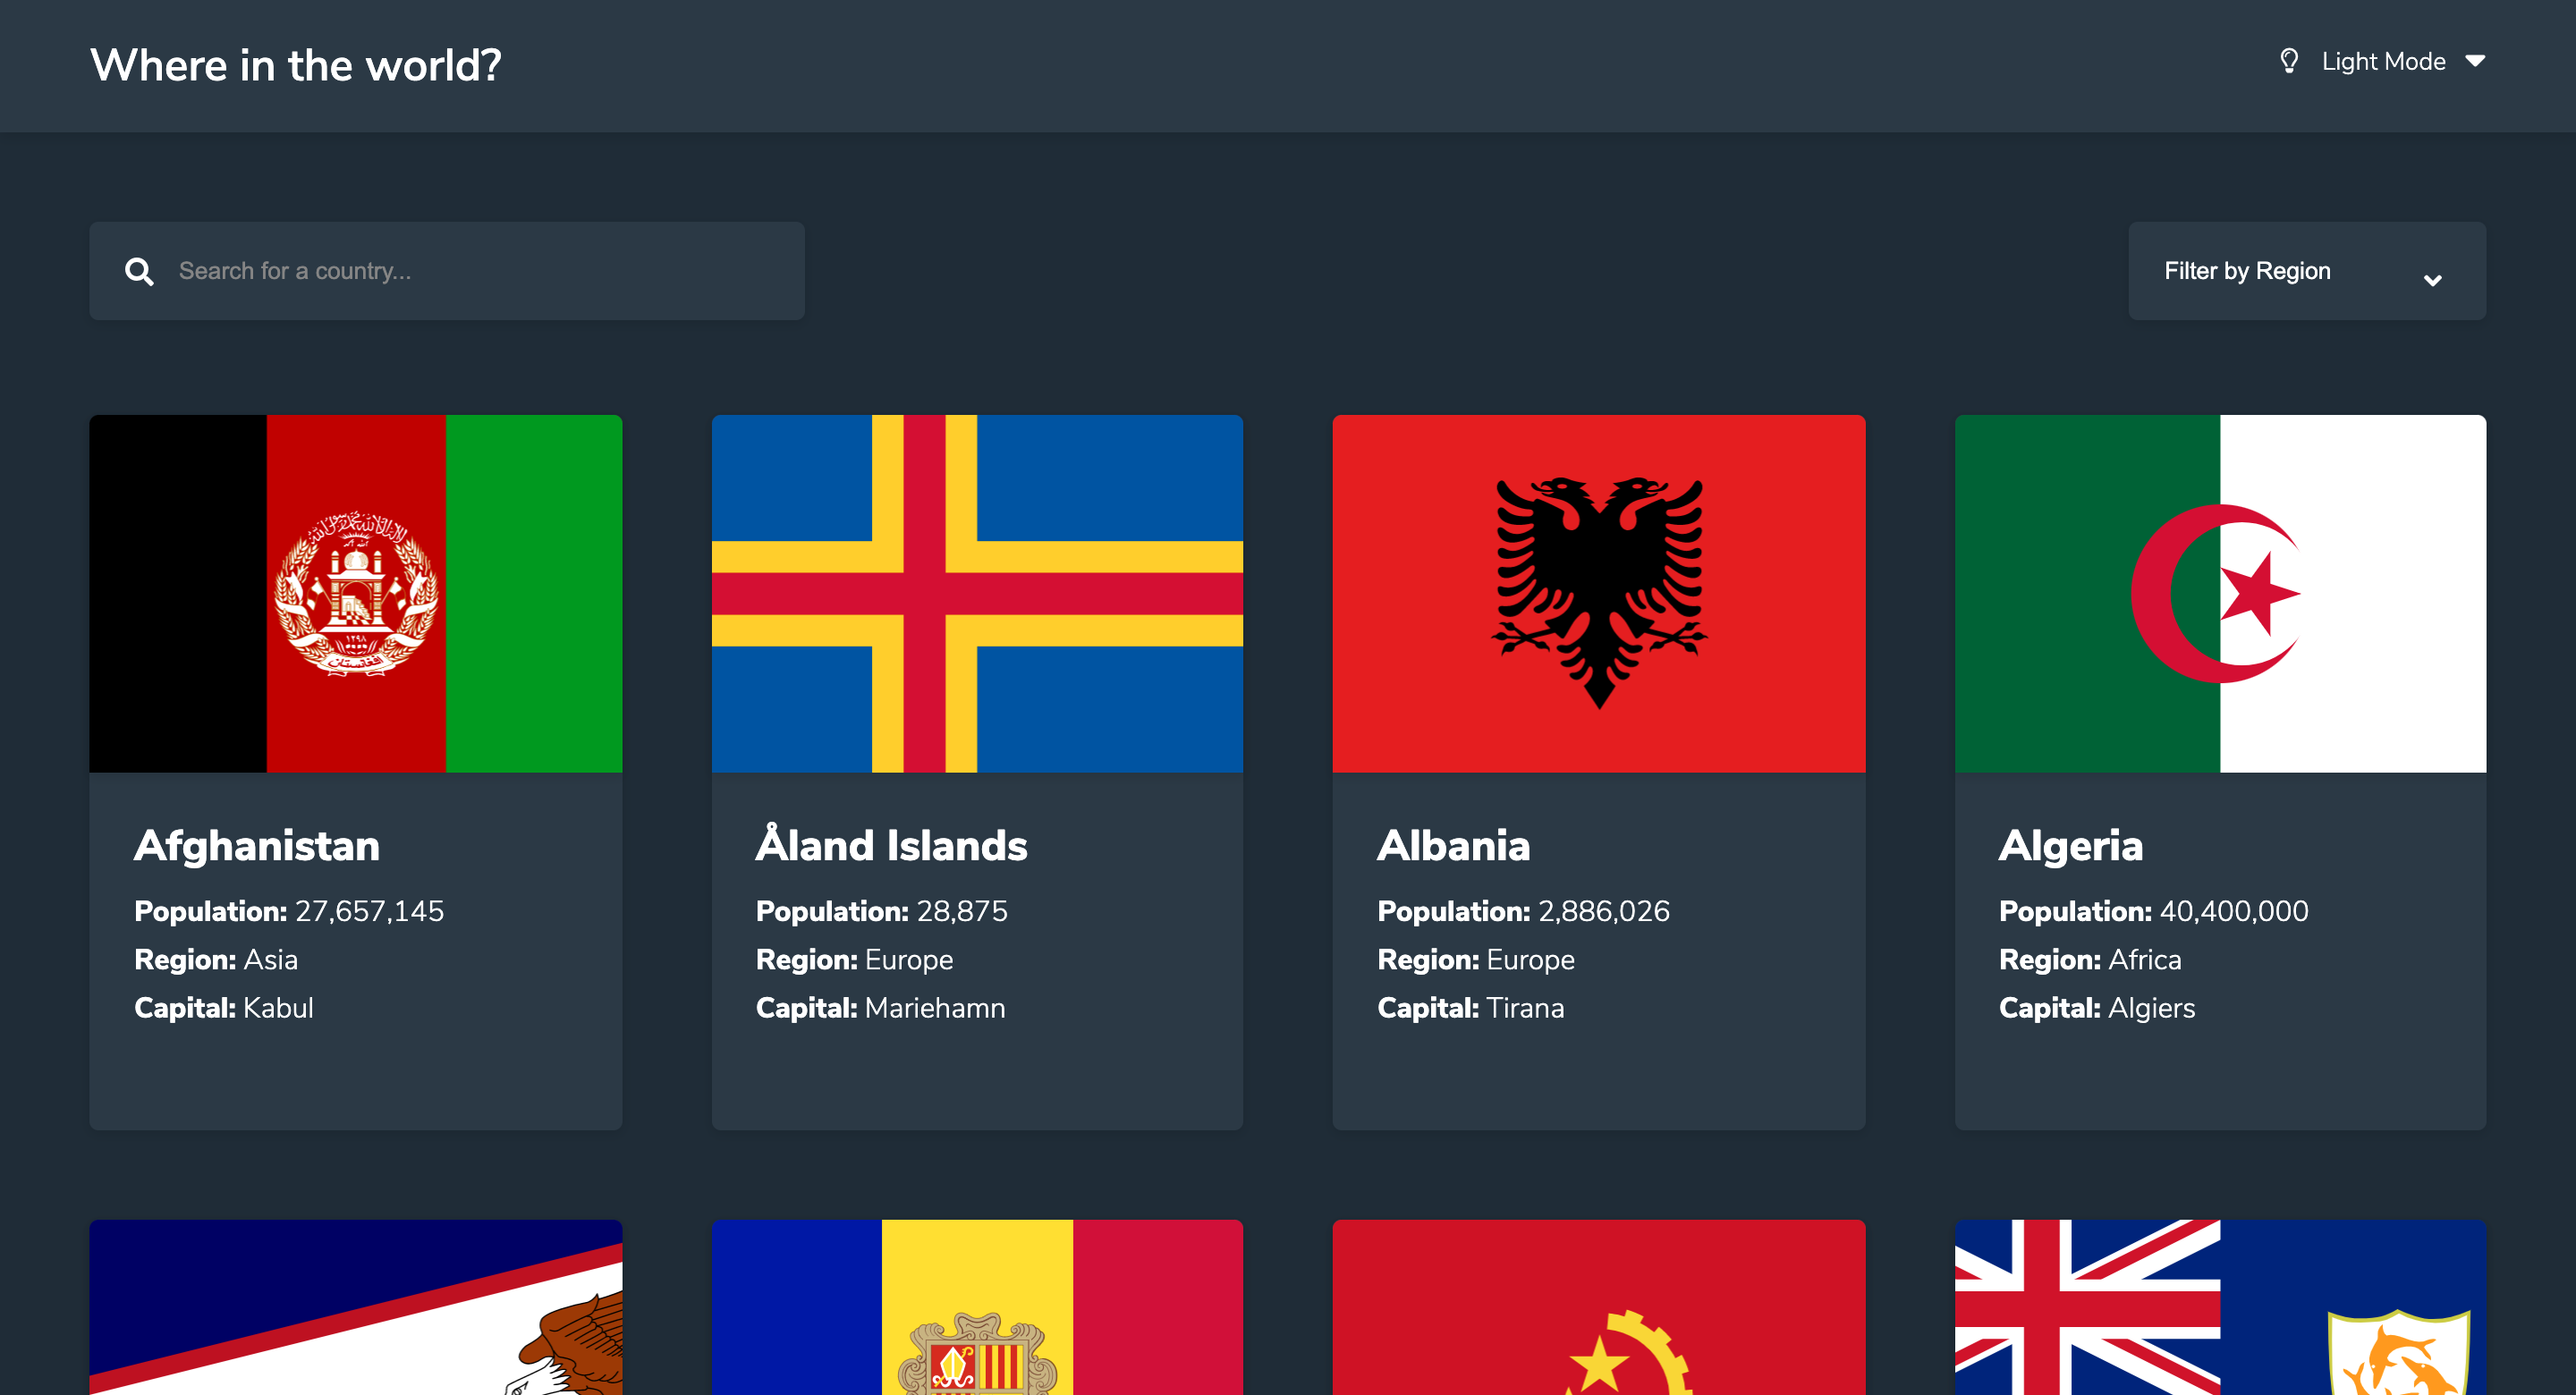 Where in the world?
Light Mode
Search for a country...
Filter by Region
Afghanistan
Population: 27,657,145
Region: Asia
Capital: Kabul
Åland Islands
Population: 28,875
Region: Europe
Capital: Mariehamn
Albania
Population: 2,886,026
Region: Europe
Capital: Tirana
Algeria
Population: 40,400,000
Region: Africa
Capital: Algiers